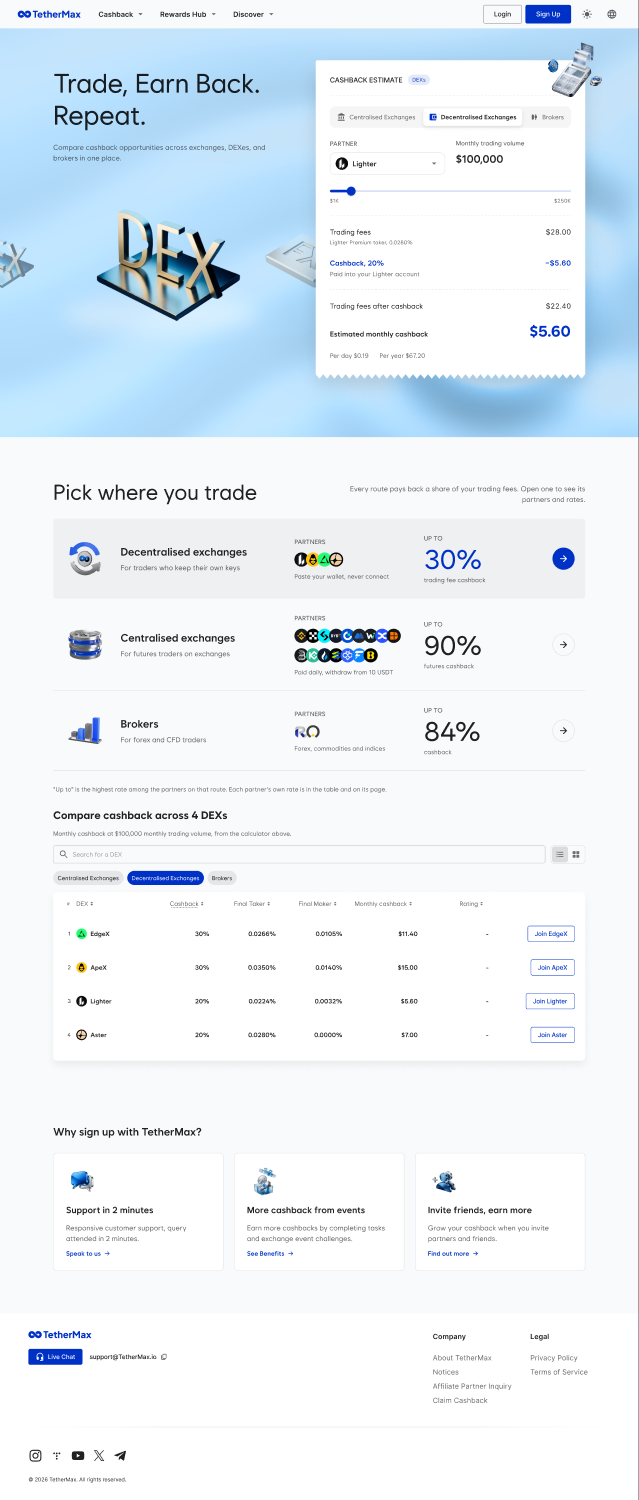 TetherMax
Cashback
Rewards Hub
Discover
Login
Sign Up
Trade, Earn Back.
Repeat.
Compare cashback opportunities across exchanges, DEXes, and
brokers in one place.
DEX
CASHBACK ESTIMATE
DEXs
Centralised Exchanges
Decentralised Exchanges
Brokers
PARTNER
Lighter
Monthly trading volume
$100,000
$1K
$250K
Trading fees
$28.00
Lighter Premium taker, 0.0280%
Cashback, 20%
−$5.60
Paid into your Lighter account
Trading fees after cashback
$22.40
Estimated monthly cashback
$5.60
Per day $0.19
Per year $67.20
Pick where you trade
Every route pays back a share of your trading fees. Open one to see its
partners and rates.
Decentralised exchanges
For traders who keep their own keys
PARTNERS
Paste your wallet, never connect
UP TO
30%
trading fee cashback
Centralised exchanges
For futures traders on exchanges
PARTNERS
Paid daily, withdraw from 10 USDT
UP TO
90%
futures cashback
Brokers
For forex and CFD traders
PARTNERS
Forex, commodities and indices
UP TO
84%
cashback
"Up to" is the highest rate among the partners on that route. Each partner's own rate is in the table and on its page.
Compare cashback across 4 DEXs
Monthly cashback at $100,000 monthly trading volume, from the calculator above.
Search for a DEX
Centralised Exchanges
Decentralised Exchanges
Brokers
# DEX Cashback Final Taker Final Maker Monthly cashback Rating
1 EdgeX 30% 0.0266% 0.0105% $11.40 - Join EdgeX
2 ApeX 30% 0.0350% 0.0140% $15.00 - Join ApeX
3 Lighter 20% 0.0224% 0.0032% $5.60 - Join Lighter
4 Aster 20% 0.0280% 0.0000% $7.00 - Join Aster
Why sign up with TetherMax?
Support in 2 minutes
Responsive customer support, query
attended in 2 minutes.
Speak to us
More cashback from events
Earn more cashbacks by completing tasks
and exchange event challenges.
See Benefits
Invite friends, earn more
Grow your cashback when you invite
partners and friends.
Find out more
TetherMax
Live Chat
support@TetherMax.io
Company
About TetherMax
Notices
Affiliate Partner Inquiry
Claim Cashback
Legal
Privacy Policy
Terms of Service
© 2026 TetherMax. All rights reserved.